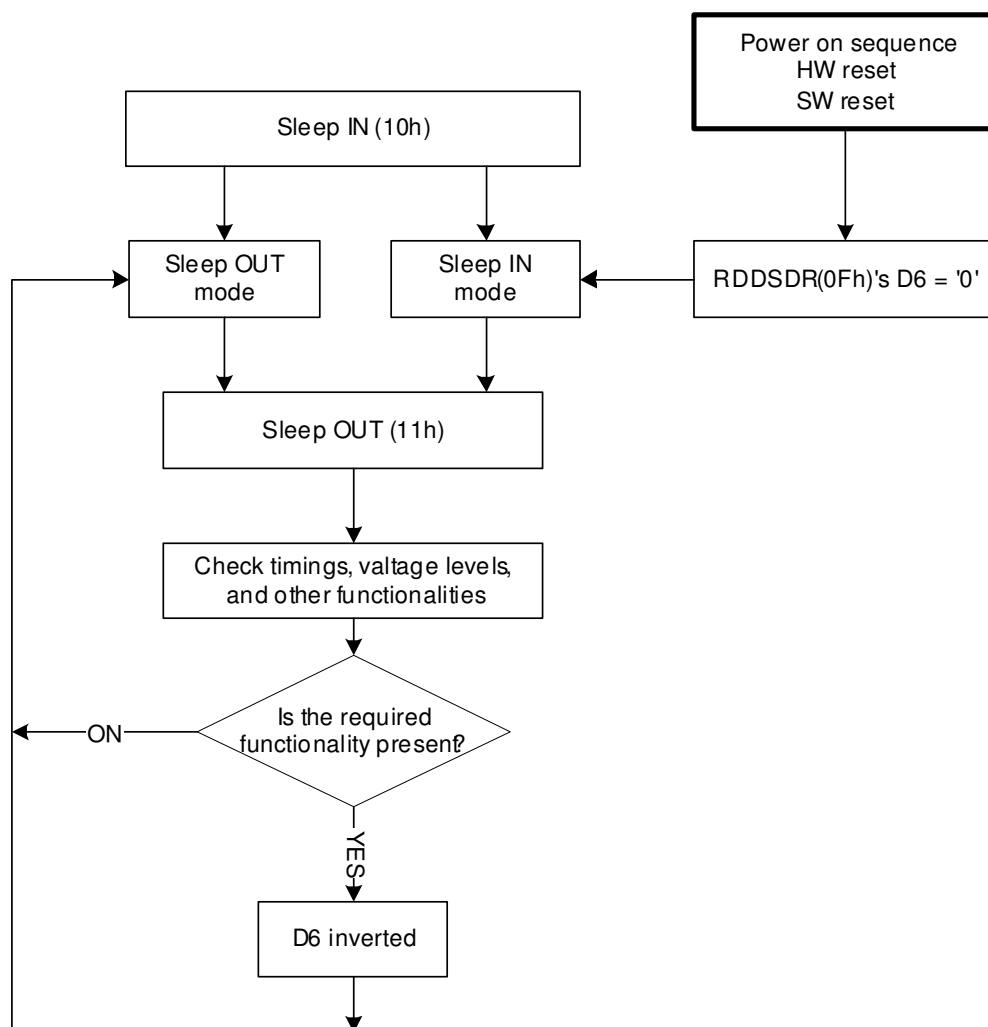 Power on sequence
HW reset
SW reset
Sleep IN (10h)
Sleep OUT
mode
Sleep IN
mode
RDDSDR(0Fh)'s D6 = '0'
Sleep OUT (11h)
Check timings, valtage levels,
and other functionalities
Is the required
functionality present?
ON
YES
D6 inverted